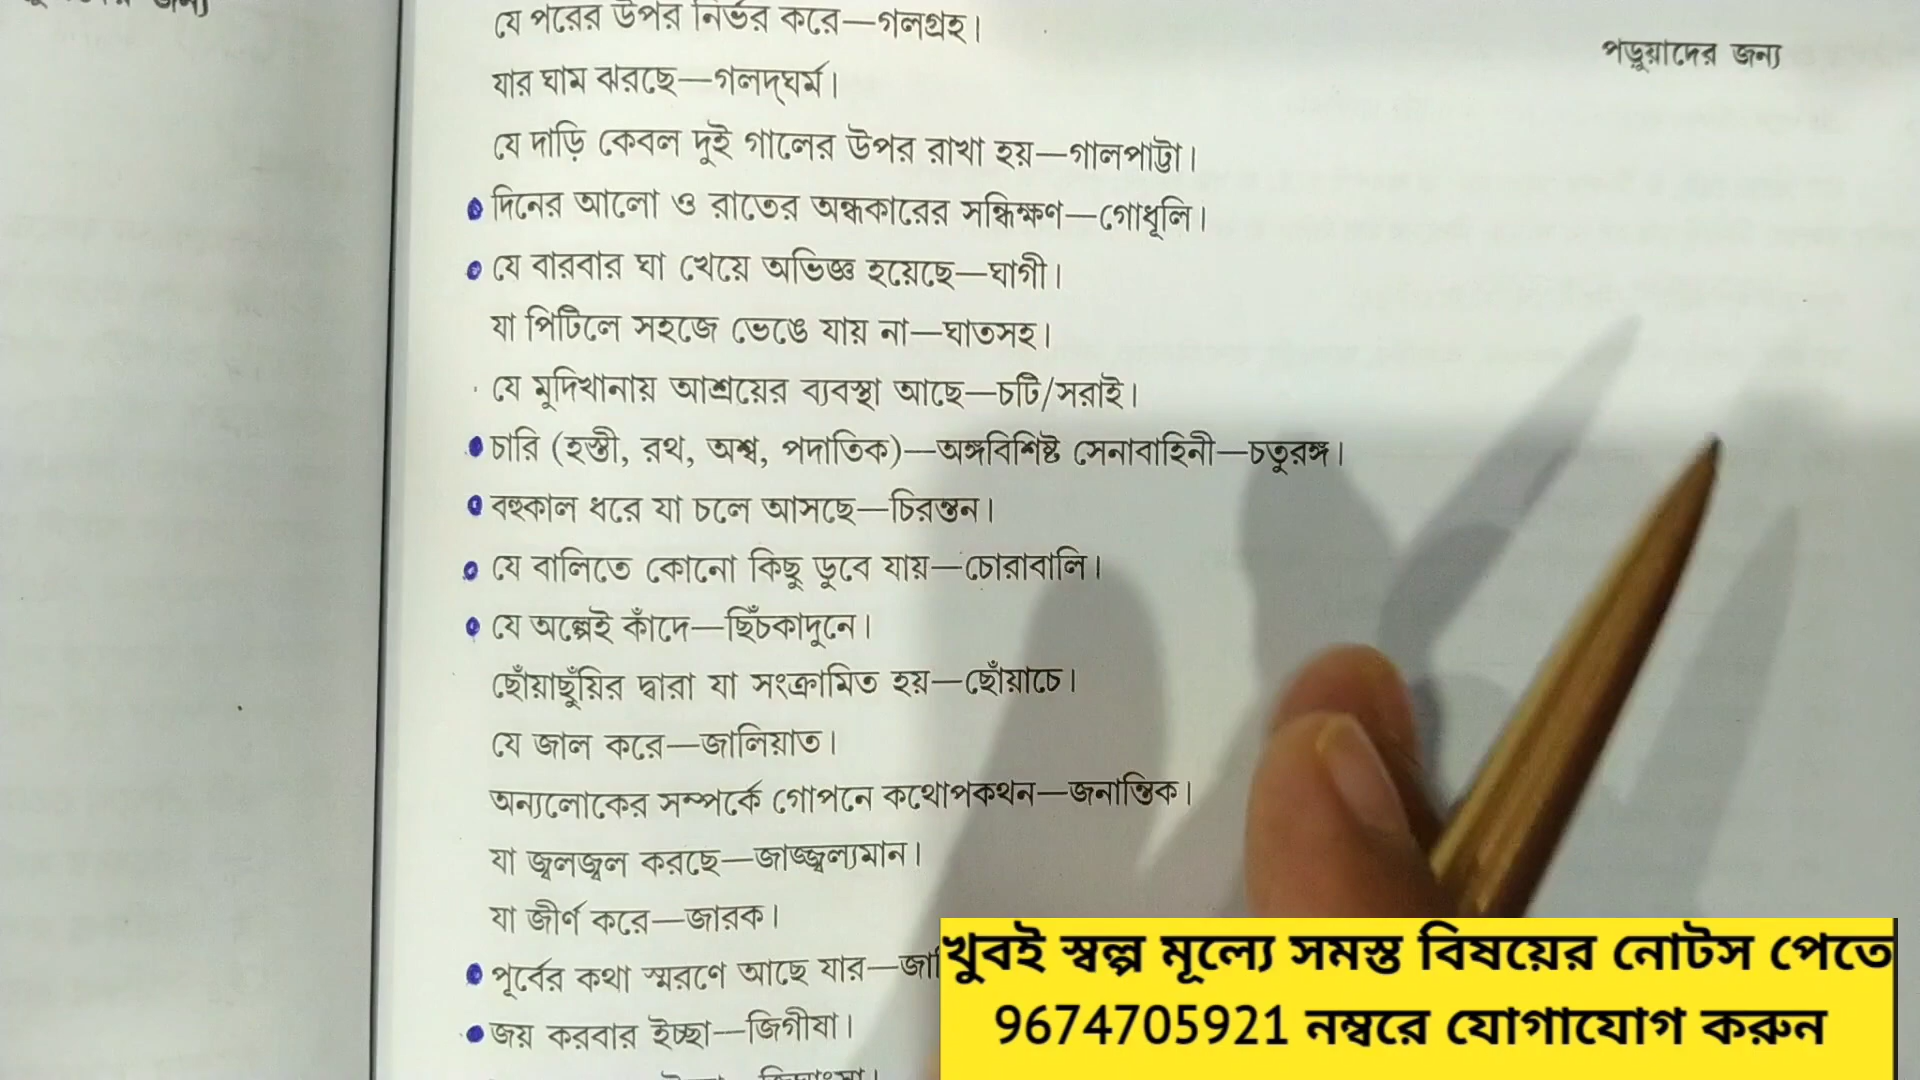 জন্য
পড়ুয়াদের জন্য
যে পরের উপর নির্ভর করে—গলগ্রহ।
যার ঘাম ঝরছে—গলদ্‌ঘর্ম।
যে দাড়ি কেবল দুই গালের উপর রাখা হয়—গালপাট্টা।
দিনের আলো ও রাতের অন্ধকারের সন্ধিক্ষণ—গোধূলি।
যে বারবার ঘা খেয়ে অভিজ্ঞ হয়েছে—ঘাগী।
যা পিটিলে সহজে ভেঙে যায় না—ঘাতসহ।
যে মুদিখানায় আশ্রয়ের ব্যবস্থা আছে—চটি/সরাই।
চারি (হস্তী, রথ, অশ্ব, পদাতিক)—অঙ্গবিশিষ্ট সেনাবাহিনী—চতুরঙ্গ।
বহুকাল ধরে যা চলে আসছে—চিরন্তন।
যে বালিতে কোনো কিছু ডুবে যায়—চোরাবালি।
যে অল্পেই কাঁদে—ছিঁচকাদুনে।
ছোঁয়াছুঁয়ির দ্বারা যা সংক্রামিত হয়—ছোঁয়াচে।
যে জাল করে—জালিয়াত।
অন্যলোকের সম্পর্কে গোপনে কথোপকথন—জনান্তিক।
যা জ্বলজ্বল করছে—জাজ্জ্বল্যমান।
যা জীর্ণ করে—জারক।
পূর্বের কথা স্মরণে আছে যার—জা
জয় করবার ইচ্ছা—জিগীষা।
খুবই স্বল্প মূল্যে সমস্ত বিষয়ের নোটস পেতে
9674705921 নম্বরে যোগাযোগ করুন